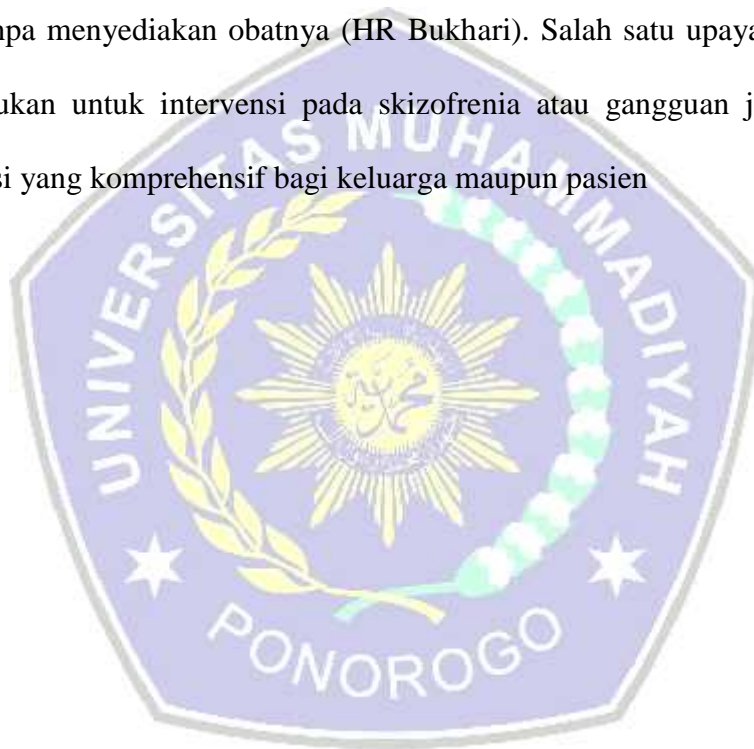 npa menyediakan obatnya (HR Bukhari). Salah satu upaya
ukan untuk intervensi pada skizofrenia atau gangguan j
si yang komprehensif bagi keluarga maupun pasien
UNIVERSITAS MUHAMMADIYAH
PONOROGO